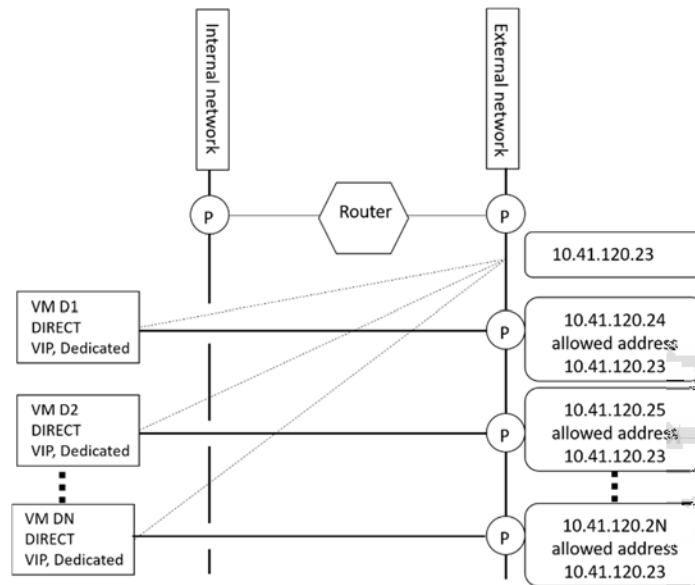 Internal network
External network
P
Router
P
10.41.120.23
VM D1
DIRECT
VIP, Dedicated
P
10.41.120.24
allowed address
10.41.120.23
VM D2
DIRECT
VIP, Dedicated
P
10.41.120.25
allowed address
10.41.120.23
VM DN
DIRECT
VIP, Dedicated
P
10.41.120.2N
allowed address
10.41.120.23